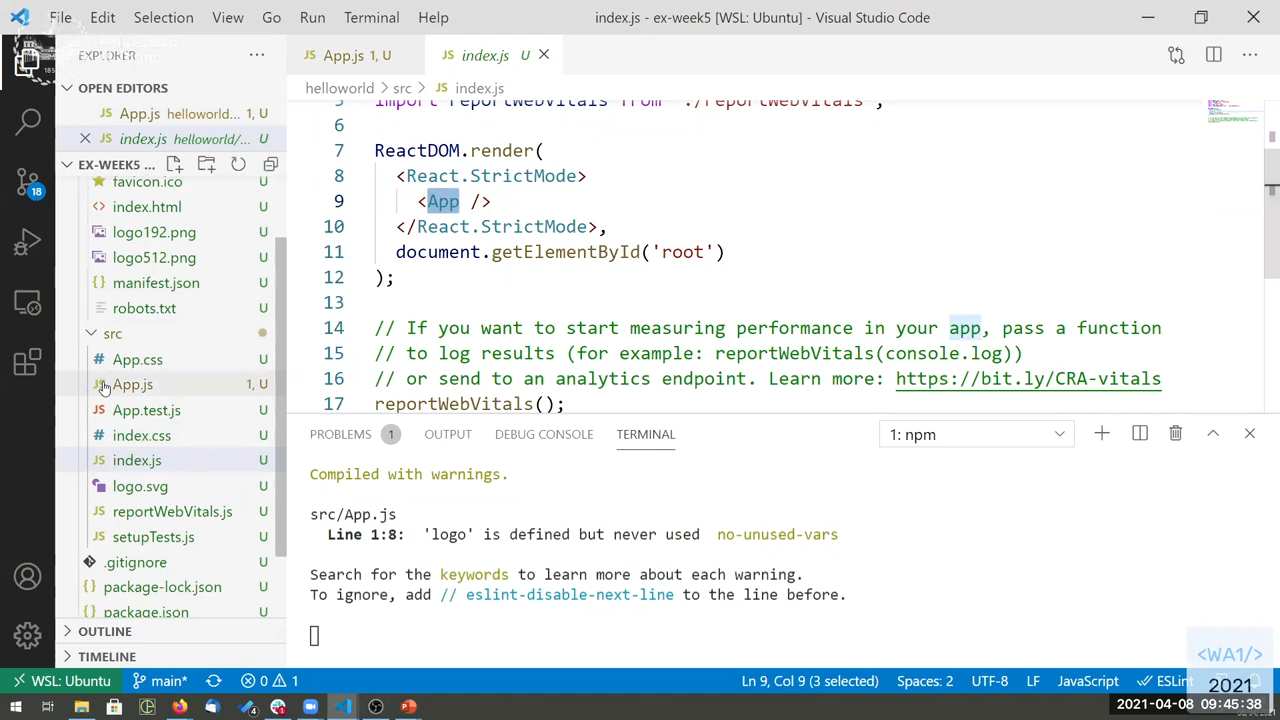 File Edit Selection View Go Run Terminal Help index.js - ex-week5 [WSL: Ubuntu] - Visual Studio Code
EXPLORER
OPEN EDITORS
App.js helloworld... 1, U
index.js helloworld/... U
EX-WEEK5 ...
favicon.ico U
index.html U
logo192.png U
logo512.png U
manifest.json U
robots.txt U
src
App.css U
App.js 1, U
App.test.js U
index.css U
index.js U
logo.svg U
reportWebVitals.js U
setupTests.js U
.gitignore U
package-lock.json U
package.json U
OUTLINE
TIMELINE
18
JS App.js 1, U JS index.js U
helloworld > src > JS index.js
5 import reportWebVitals from './reportWebVitals';
6
7 ReactDOM.render(
8 <React.StrictMode>
9 <App />
10 </React.StrictMode>,
11 document.getElementById('root')
12 );
13
14 // If you want to start measuring performance in your app, pass a function
15 // to log results (for example: reportWebVitals(console.log))
16 // or send to an analytics endpoint. Learn more: https://bit.ly/CRA-vitals
17 reportWebVitals();
PROBLEMS 1 OUTPUT DEBUG CONSOLE TERMINAL 1: npm
Compiled with warnings.
src/App.js
Line 1:8: 'logo' is defined but never used no-unused-vars
Search for the keywords to learn more about each warning.
To ignore, add // eslint-disable-next-line to the line before.
WSL: Ubuntu main* 0 1 Ln 9, Col 9 (3 selected) Spaces: 2 UTF-8 LF JavaScript ESLint
<WA1/>
2021
2021-04-08 09:45:38